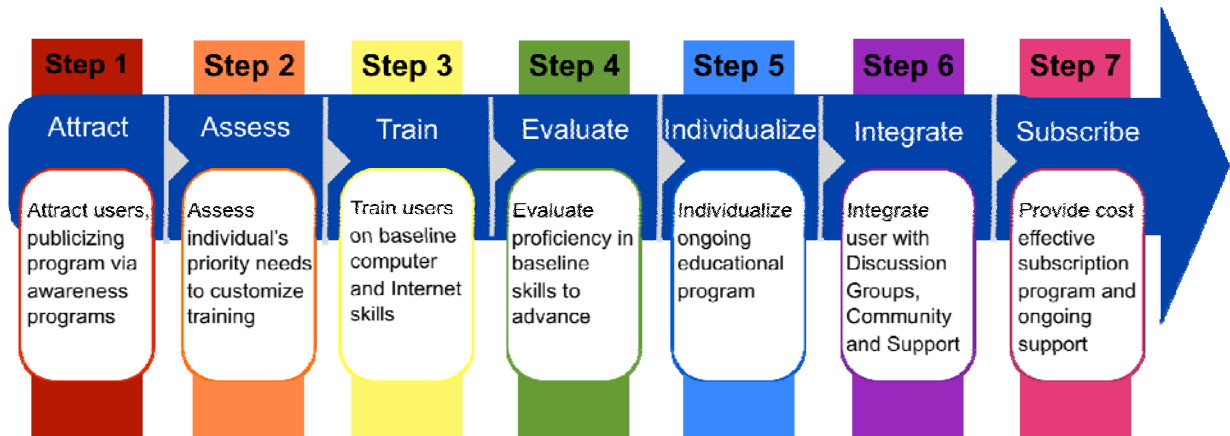 Step 1
Step 2
Step 3
Step 4
Step 5
Step 6
Step 7
Attract
Assess
Train
Evaluate
Individualize
Integrate
Subscribe
Attract users,
publicizing
program via
awareness
programs
Assess
individual's
priority needs
to customize
training
Train users
on baseline
computer
and Internet
skills
Evaluate
proficiency in
baseline
skills to
advance
Individualize
ongoing
educational
program
Integrate
user with
Discussion
Groups,
Community
and Support
Provide cost
effective
subscription
program and
ongoing
support